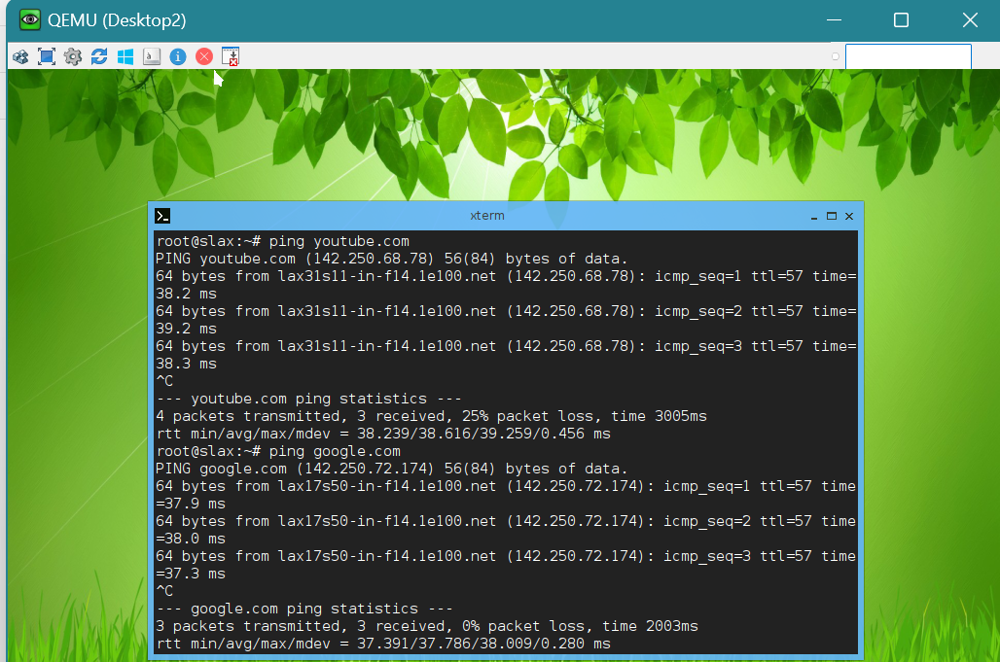 QEMU (Desktop2)
xterm
root@slax:~# ping youtube.com
PING youtube.com (142.250.68.78) 56(84) bytes of data.
64 bytes from lax31s11-in-f14.1e100.net (142.250.68.78): icmp_seq=1 ttl=57 time=
38.2 ms
64 bytes from lax31s11-in-f14.1e100.net (142.250.68.78): icmp_seq=2 ttl=57 time=
39.2 ms
64 bytes from lax31s11-in-f14.1e100.net (142.250.68.78): icmp_seq=3 ttl=57 time=
38.3 ms
^C
--- youtube.com ping statistics ---
4 packets transmitted, 3 received, 25% packet loss, time 3005ms
rtt min/avg/max/mdev = 38.239/38.616/39.259/0.456 ms
root@slax:~# ping google.com
PING google.com (142.250.72.174) 56(84) bytes of data.
64 bytes from lax17s50-in-f14.1e100.net (142.250.72.174): icmp_seq=1 ttl=57 time
=37.9 ms
64 bytes from lax17s50-in-f14.1e100.net (142.250.72.174): icmp_seq=2 ttl=57 time
=38.0 ms
64 bytes from lax17s50-in-f14.1e100.net (142.250.72.174): icmp_seq=3 ttl=57 time
=37.3 ms
^C
--- google.com ping statistics ---
3 packets transmitted, 3 received, 0% packet loss, time 2003ms
rtt min/avg/max/mdev = 37.391/37.786/38.009/0.280 ms